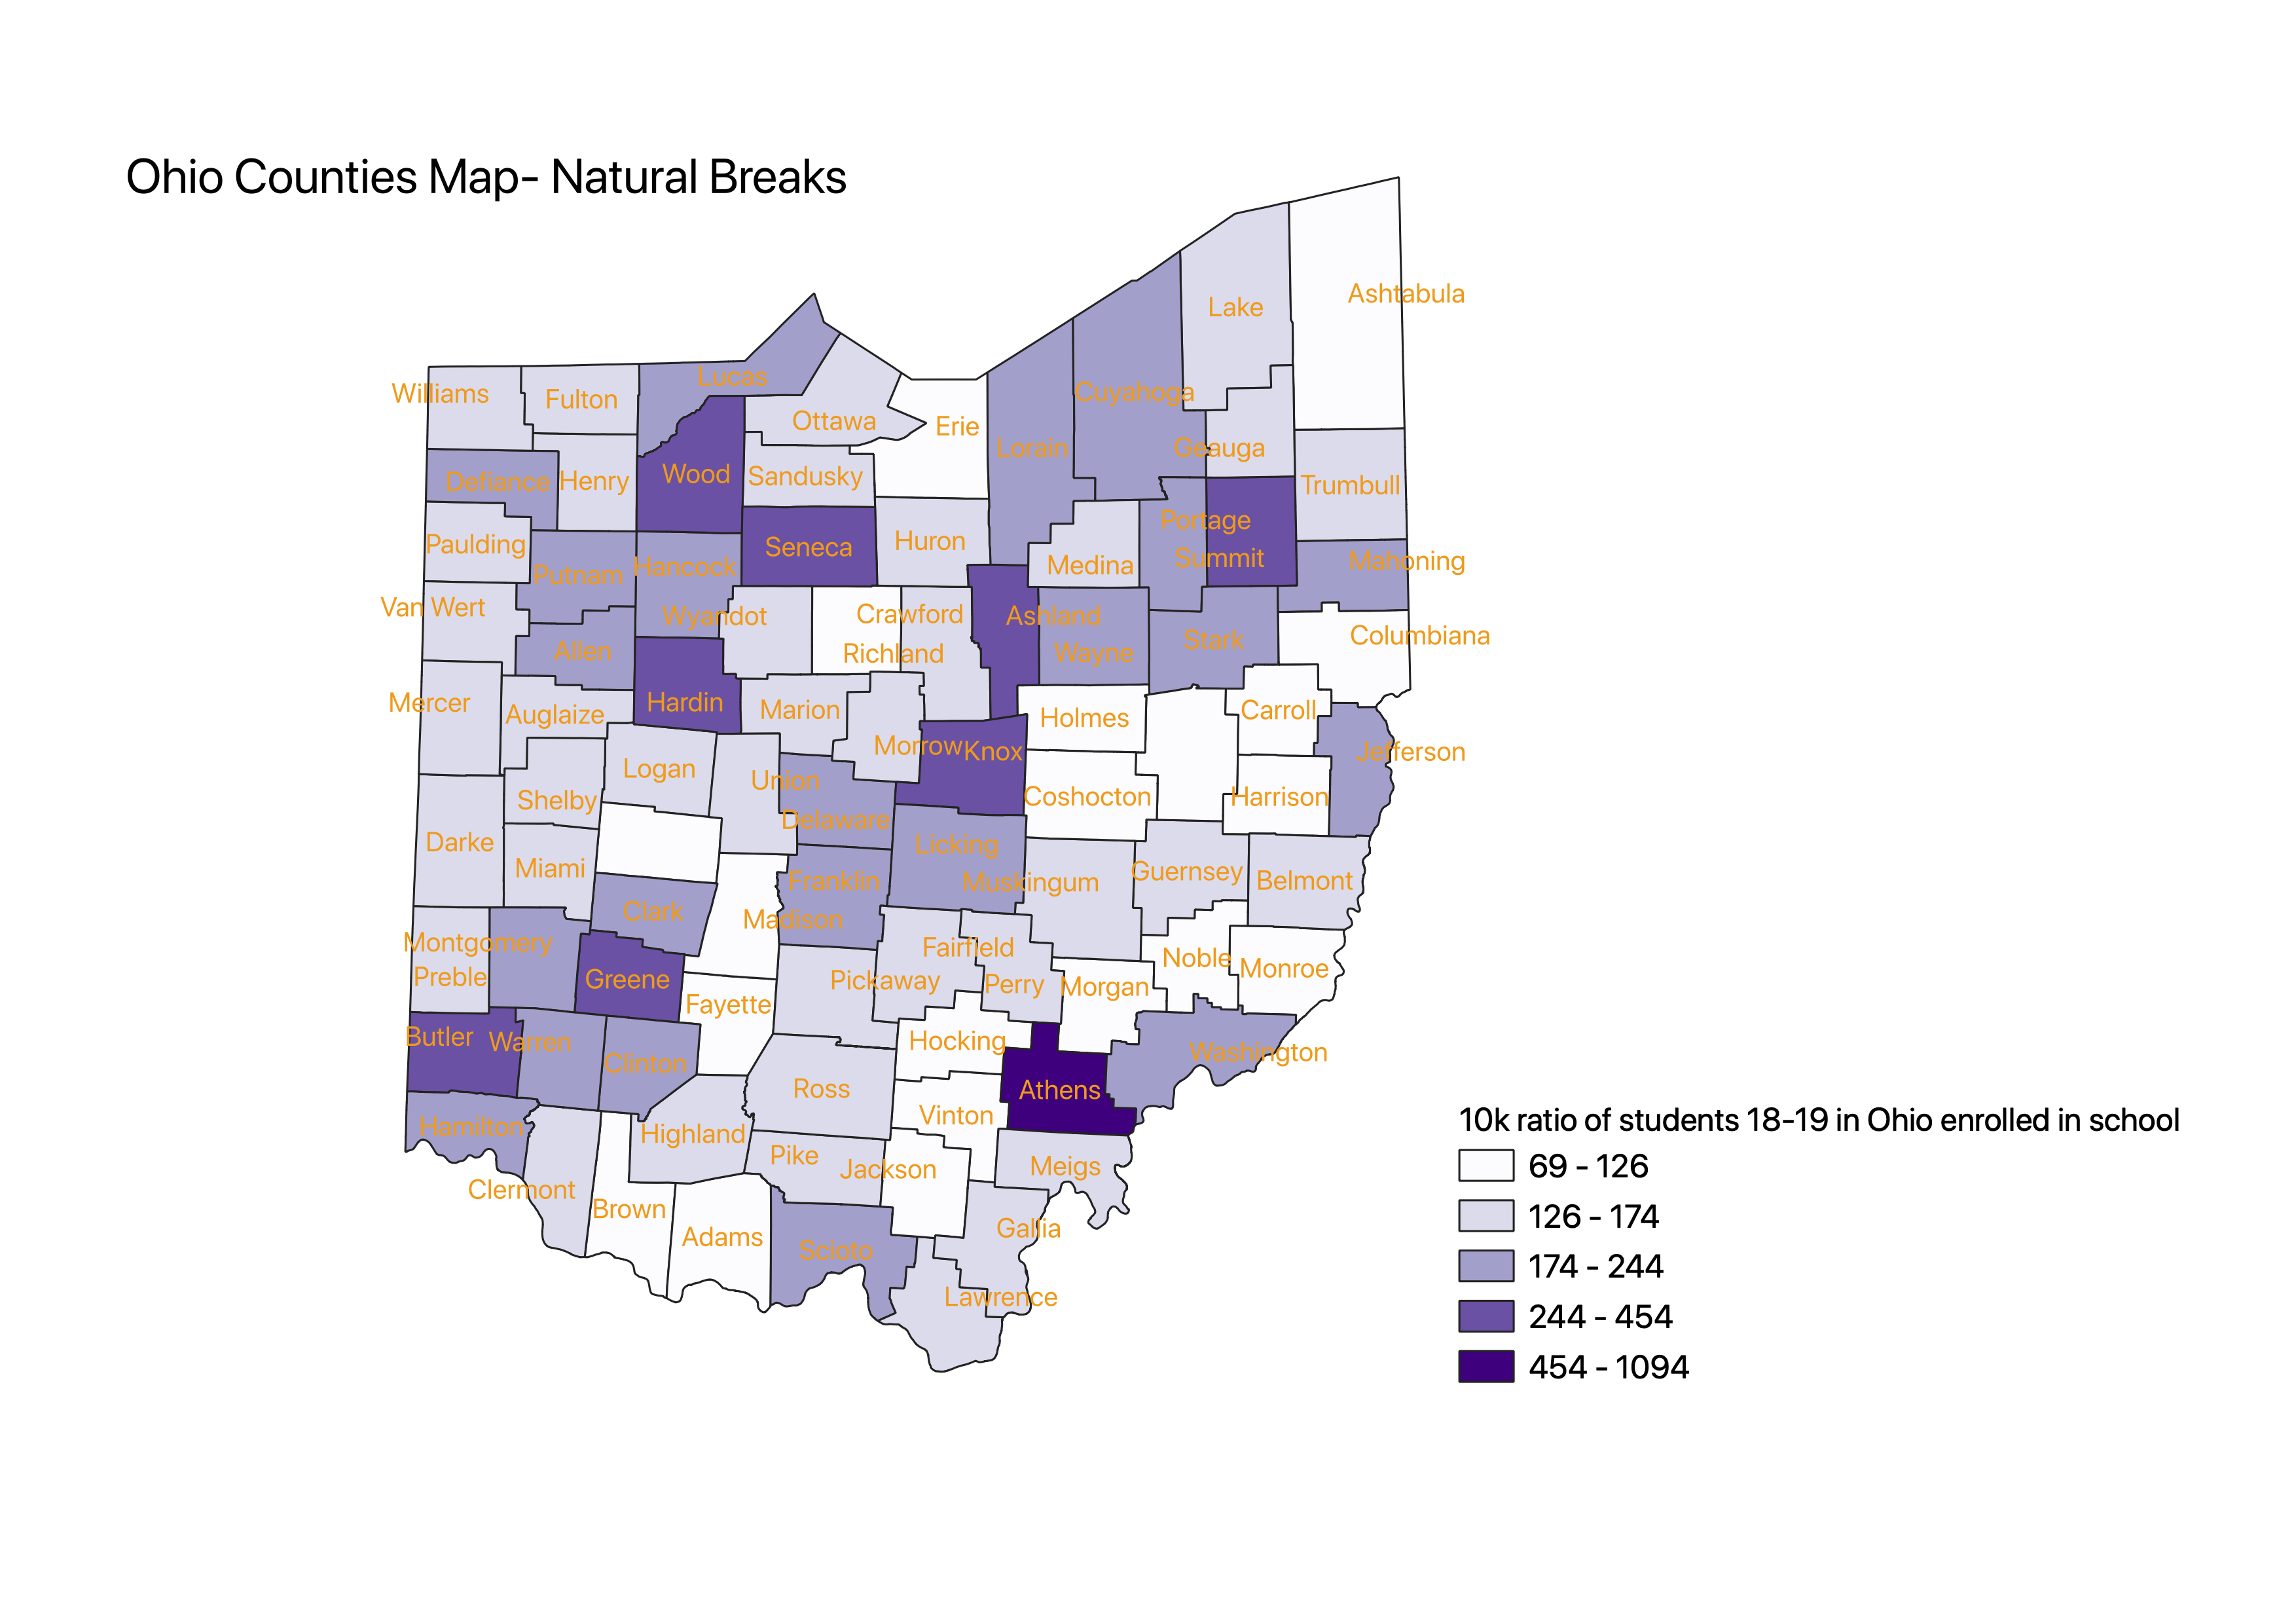 Ohio Counties Map- Natural Breaks
Ashtabula
Lake
Lucas
Williams
Fulton
Cuyahoga
Ottawa
Erie
Lorain
Geauga
Wood
Sandusky
Defiance
Henry
Trumbull
Portage
Paulding
Seneca
Huron
Summit
Mahoning
Medina
Putnam
Hancock
Van Wert
Wyandot
Crawford
Ashland
Columbiana
Stark
Allen
Richland
Wayne
Mercer
Hardin
Auglaize
Marion
Holmes
Carroll
Morrow
Knox
Jefferson
Logan
Union
Shelby
Coshocton
Harrison
Delaware
Darke
Licking
Miami
Franklin
Muskingum
Guernsey
Belmont
Clark
Madison
Montgomery
Fairfield
Noble
Monroe
Preble
Greene
Pickaway
Perry
Morgan
Fayette
Butler
Warren
Hocking
Washington
Clinton
Ross
Athens
Vinton
Hamilton
Highland
Pike
Jackson
Meigs
Clermont
Brown
Gallia
Adams
Scioto
Lawrence
10k ratio of students 18-19 in Ohio enrolled in school
69 - 126
126 - 174
174 - 244
244 - 454
454 - 1094